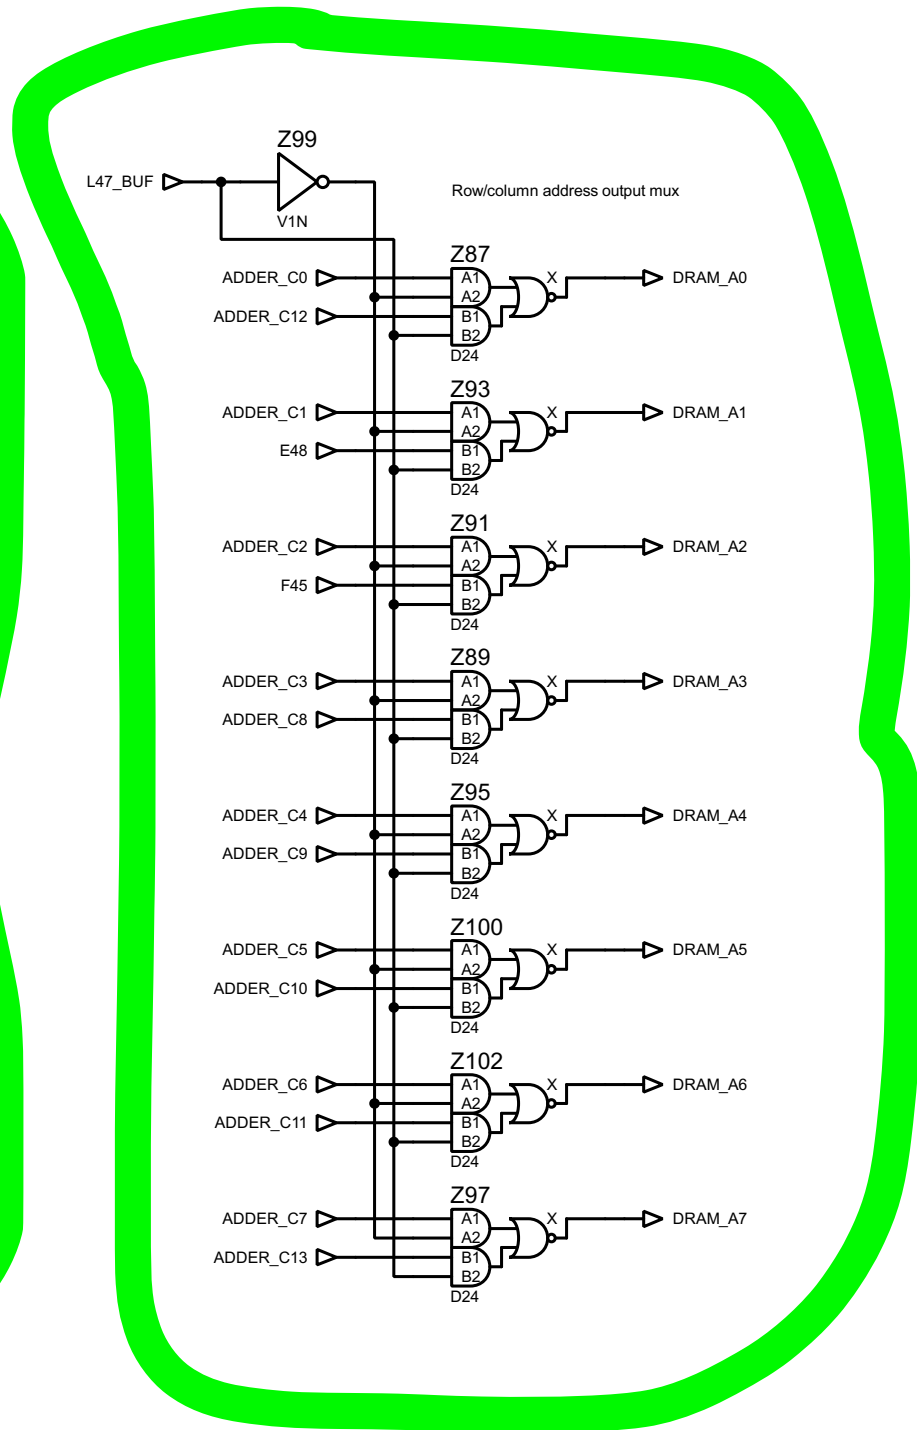 Z99
L47_BUF
V1N
Row/column address output mux
Z87
ADDER_C0 A1 X DRAM_A0
A2
ADDER_C12 B1
B2
D24
Z93
ADDER_C1 A1 X DRAM_A1
A2
E48 B1
B2
D24
Z91
ADDER_C2 A1 X DRAM_A2
A2
F45 B1
B2
D24
Z89
ADDER_C3 A1 X DRAM_A3
A2
ADDER_C8 B1
B2
D24
Z95
ADDER_C4 A1 X DRAM_A4
A2
ADDER_C9 B1
B2
D24
Z100
ADDER_C5 A1 X DRAM_A5
A2
ADDER_C10 B1
B2
D24
Z102
ADDER_C6 A1 X DRAM_A6
A2
ADDER_C11 B1
B2
D24
Z97
ADDER_C7 A1 X DRAM_A7
A2
ADDER_C13 B1
B2
D24